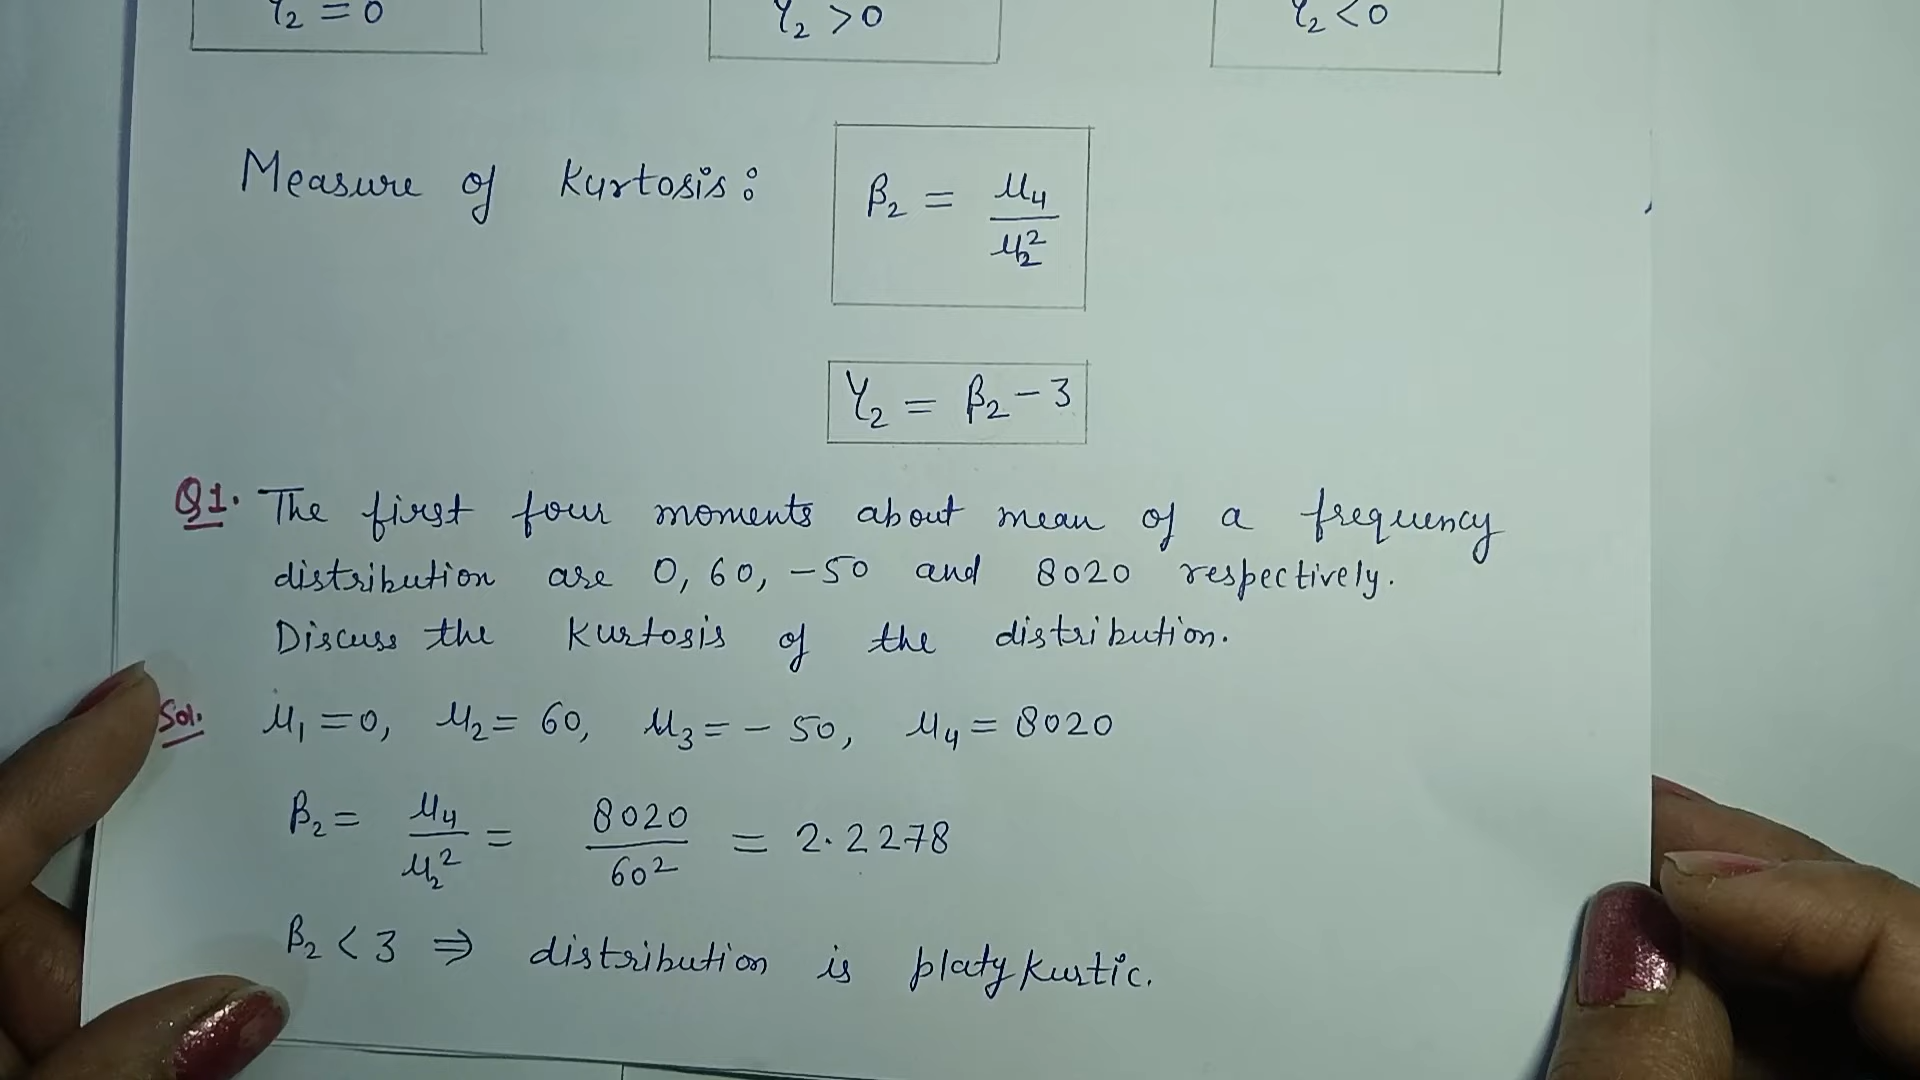 γ₂ = 0
γ₂ > 0
γ₂ < 0
Measure of Kurtosis: β₂ = μ₄ / μ₂²
γ₂ = β₂ - 3
Q1. The first four moments about mean of a frequency
distribution are 0, 60, -50 and 8020 respectively.
Discuss the Kurtosis of the distribution.
Sol. μ₁ = 0, μ₂ = 60, μ₃ = - 50, μ₄ = 8020
β₂ = μ₄ / μ₂² = 8020 / 60² = 2.2278
β₂ < 3 ⇒ distribution is platykurtic.